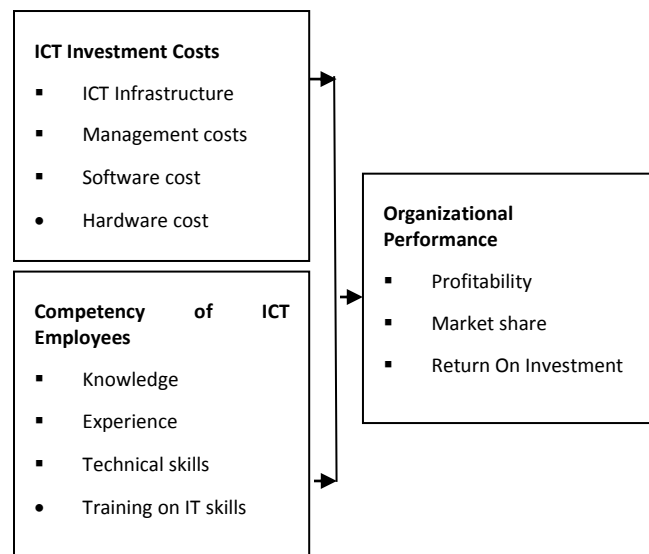 ICT Investment Costs
▪ ICT Infrastructure
▪ Management costs
▪ Software cost
• Hardware cost
Competency of ICT
Employees
▪ Knowledge
▪ Experience
▪ Technical skills
• Training on IT skills
Organizational
Performance
▪ Profitability
▪ Market share
▪ Return On Investment